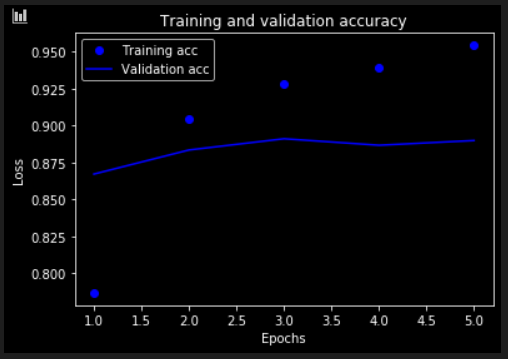 Training and validation accuracy
Training acc
Validation acc
0.950
0.925
0.900
0.875
0.850
0.825
0.800
Loss
1.0 1.5 2.0 2.5 3.0 3.5 4.0 4.5 5.0
Epochs